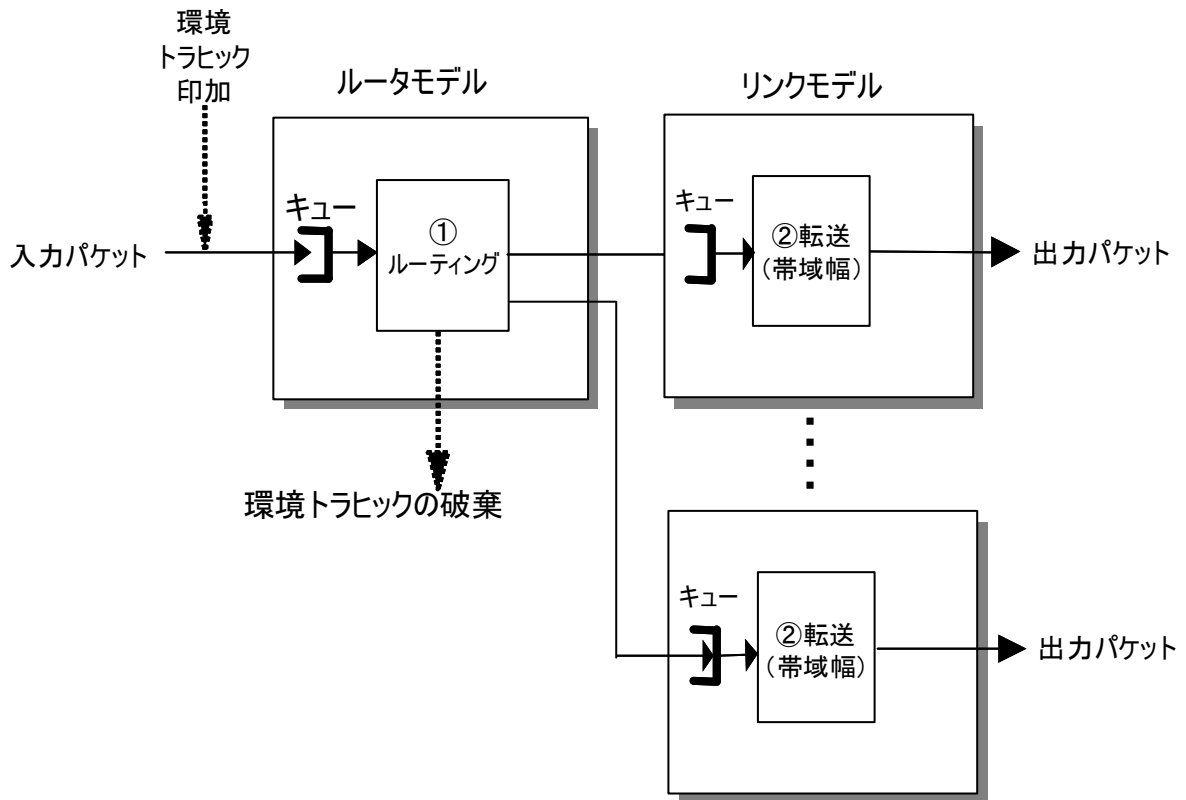 環境
トラヒック
印加
ルータモデル
リンクモデル
キュー
①
ルーティング
キュー
②転送
（帯域幅）
入力パケット
出力パケット
環境トラヒックの破棄
キュー
②転送
（帯域幅）
出力パケット